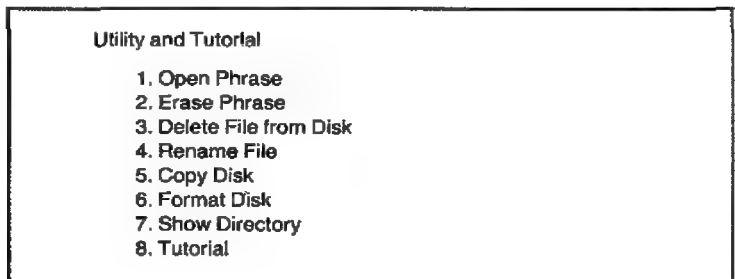 Utility and Tutorial
1. Open Phrase
2. Erase Phrase
3. Delete File from Disk
4. Rename File
5. Copy Disk
6. Format Disk
7. Show Directory
8. Tutorial